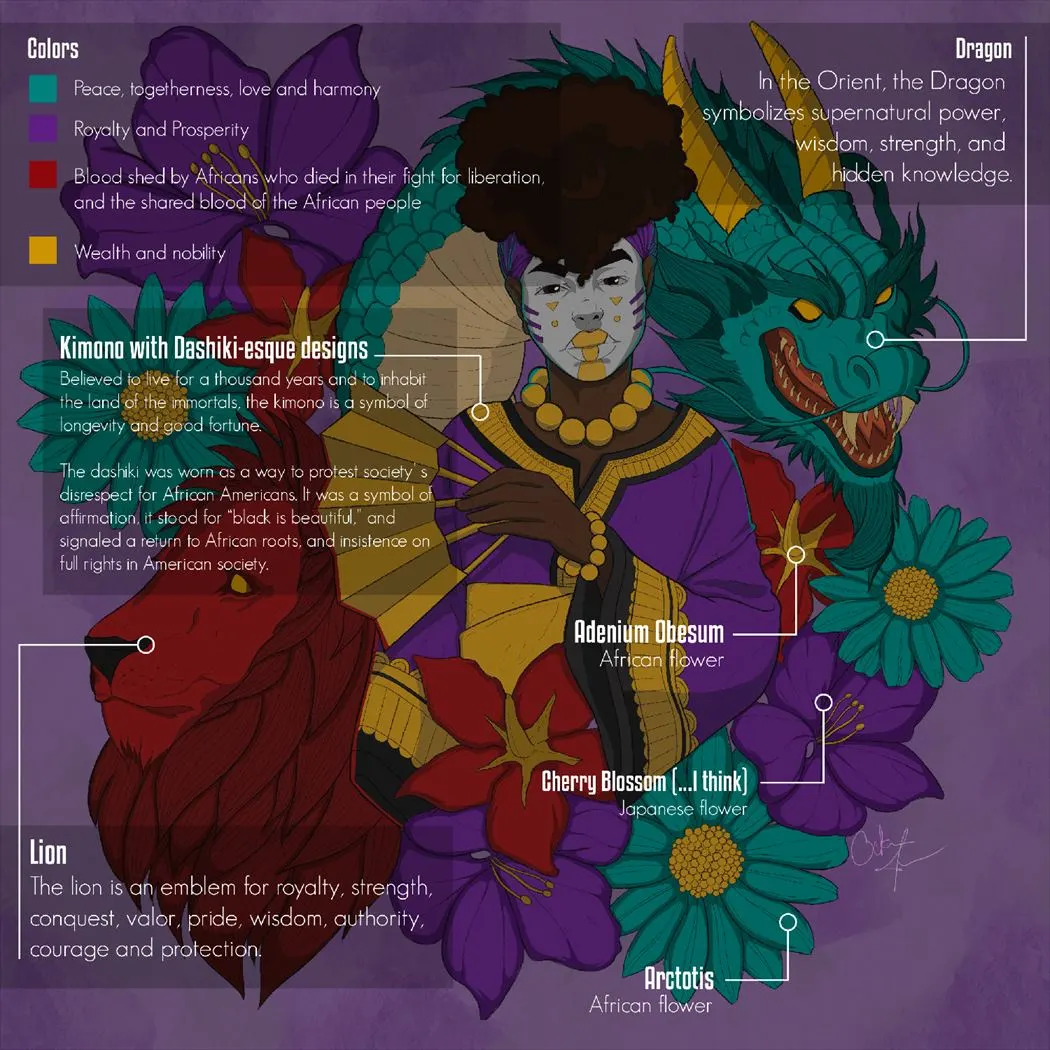 Colors
Peace, togetherness, love and harmony
Royalty and Prosperity
Blood shed by Africans who died in their fight for liberation,
and the shared blood of the African people
Wealth and nobility
Dragon
In the Orient, the Dragon
symbolizes supernatural power,
wisdom, strength, and
hidden knowledge.
Kimono with Dashiki-esque designs
Believed to live for a thousand years and to inhabit
the land of the immortals, the kimono is a symbol of
longevity and good fortune.
The dashiki was worn as a way to protest society`s
disrespect for African Americans. It was a symbol of
affirmation, it stood for "black is beautiful," and
signaled a return to African roots, and insistence on
full rights in American society.
Adenium Obesum
African flower
Cherry Blossom (...I think)
Japanese flower
Lion
The lion is an emblem for royalty, strength,
conquest, valor, pride, wisdom, authority,
courage and protection.
Arctotis
African flower